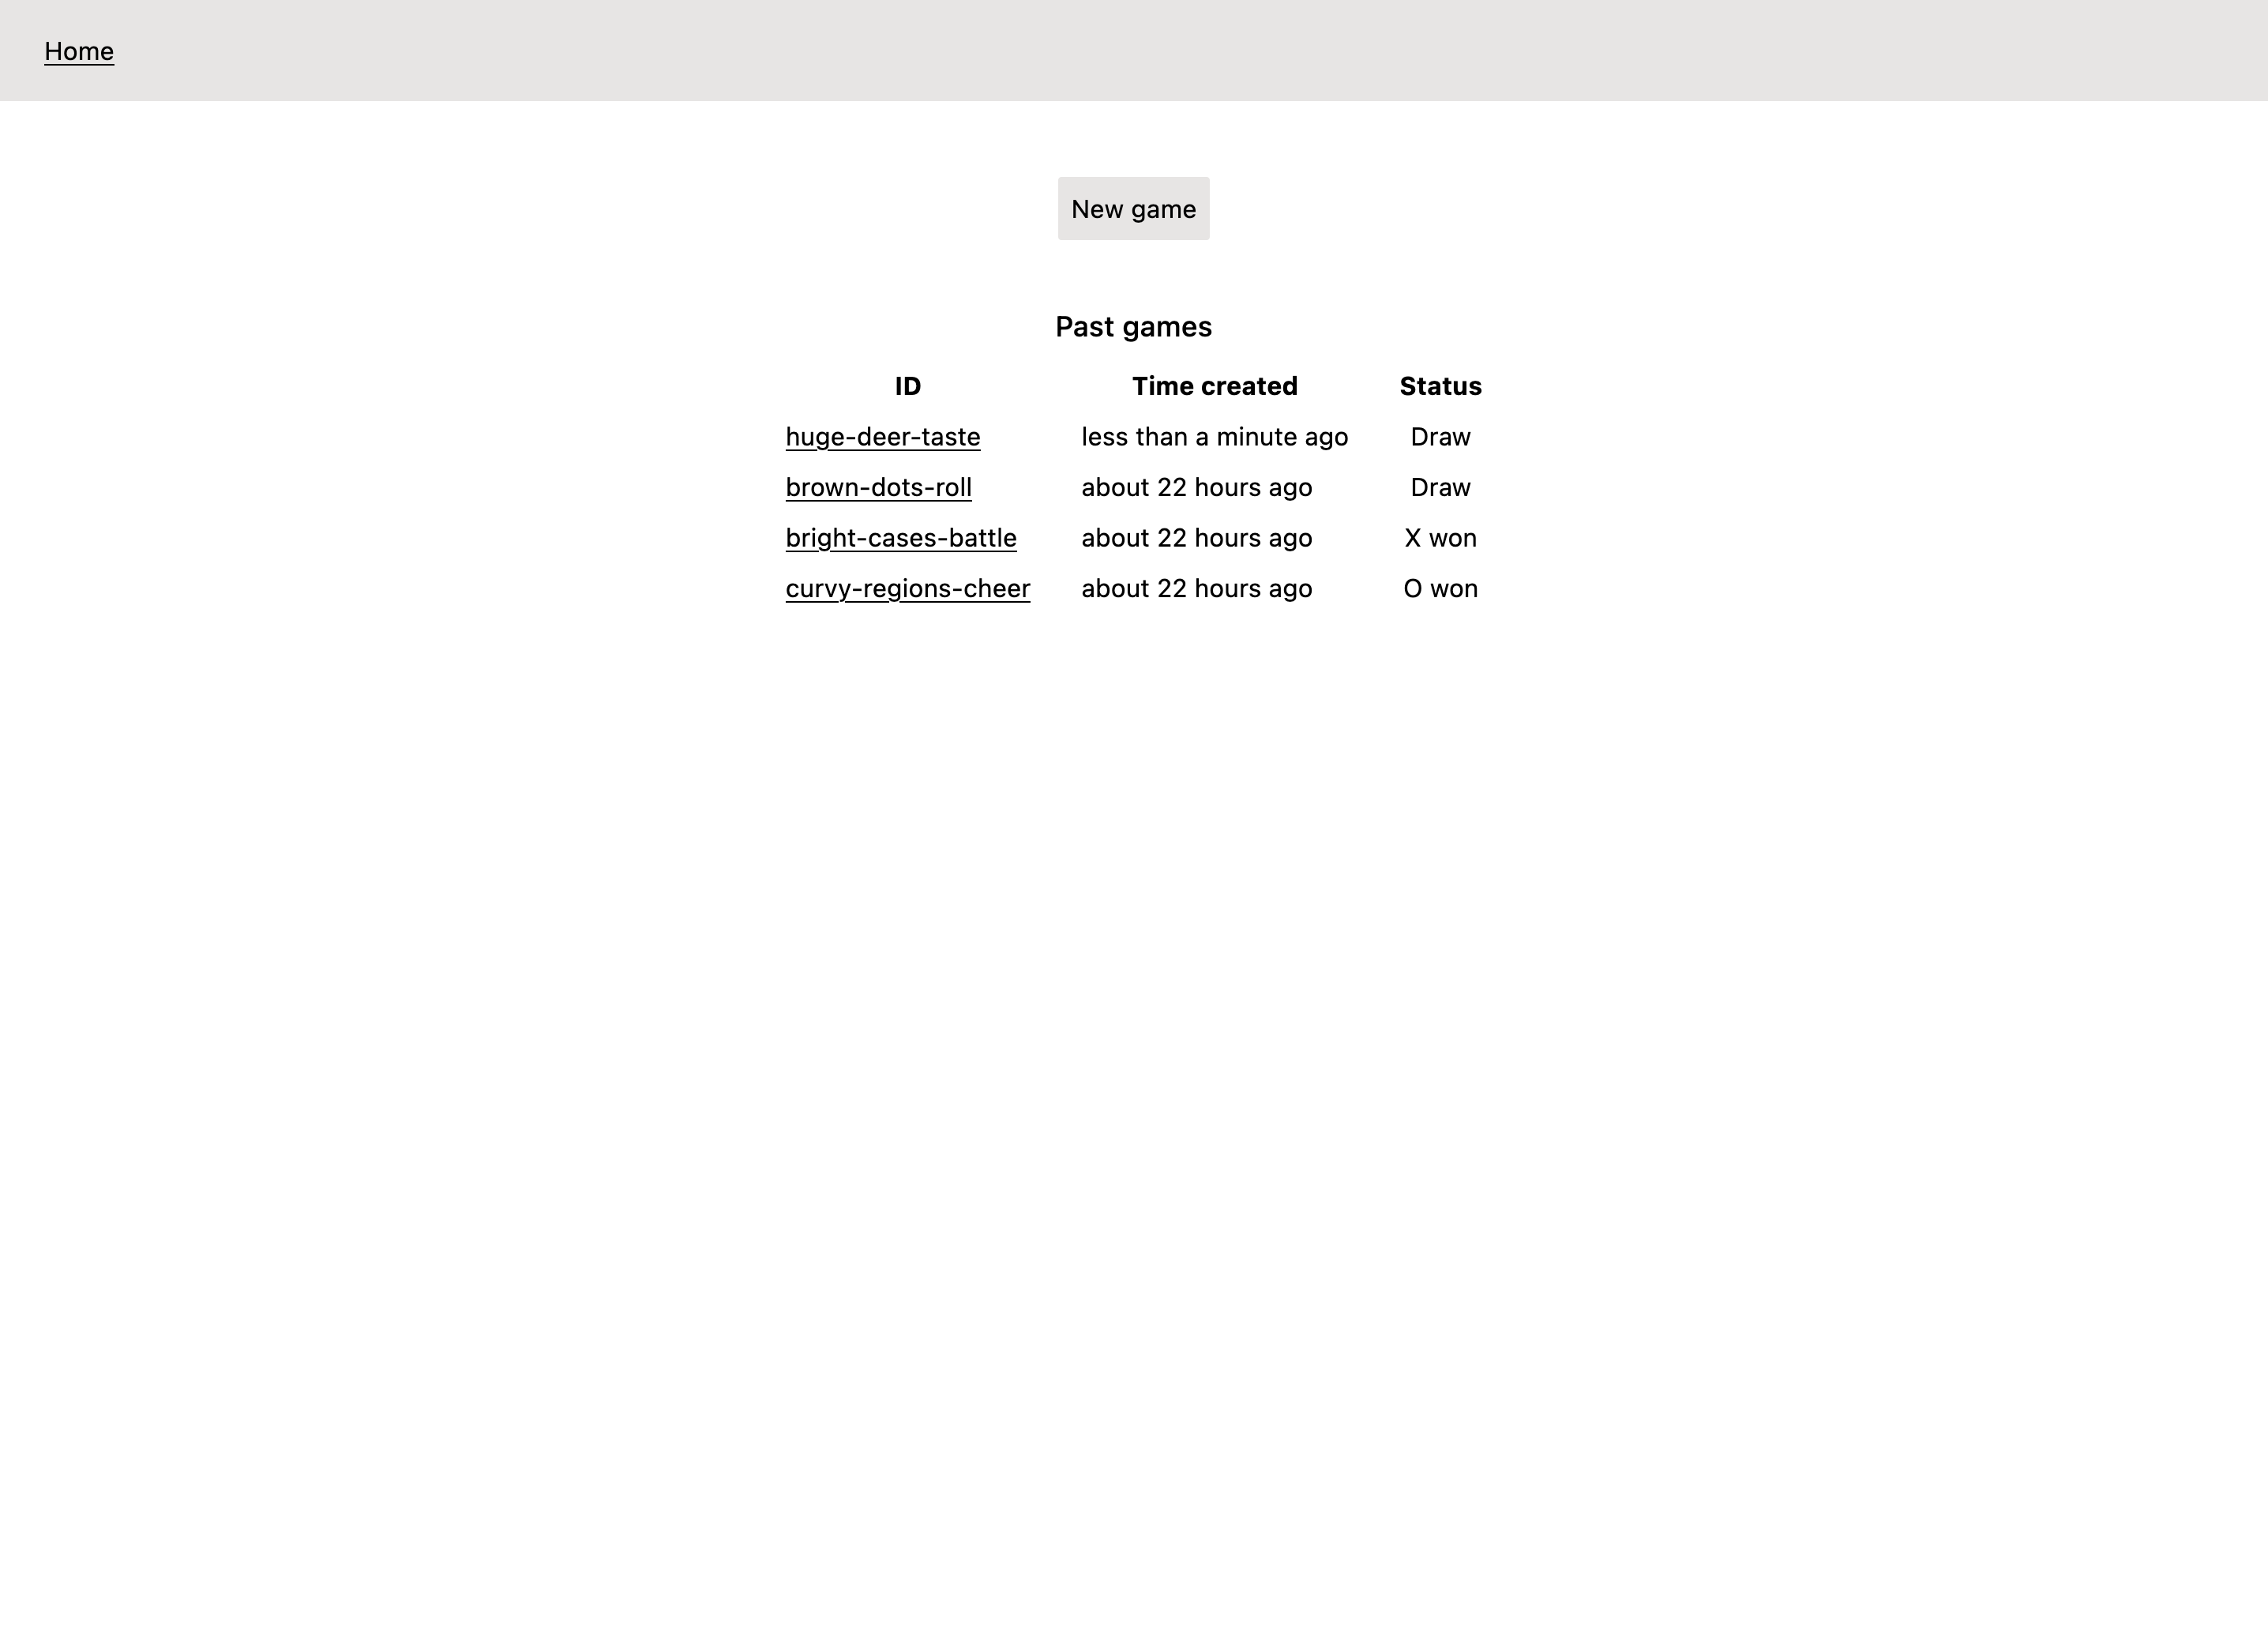 Home
New game
Past games
ID Time created Status
huge-deer-taste less than a minute ago Draw
brown-dots-roll about 22 hours ago Draw
bright-cases-battle about 22 hours ago X won
curvy-regions-cheer about 22 hours ago O won